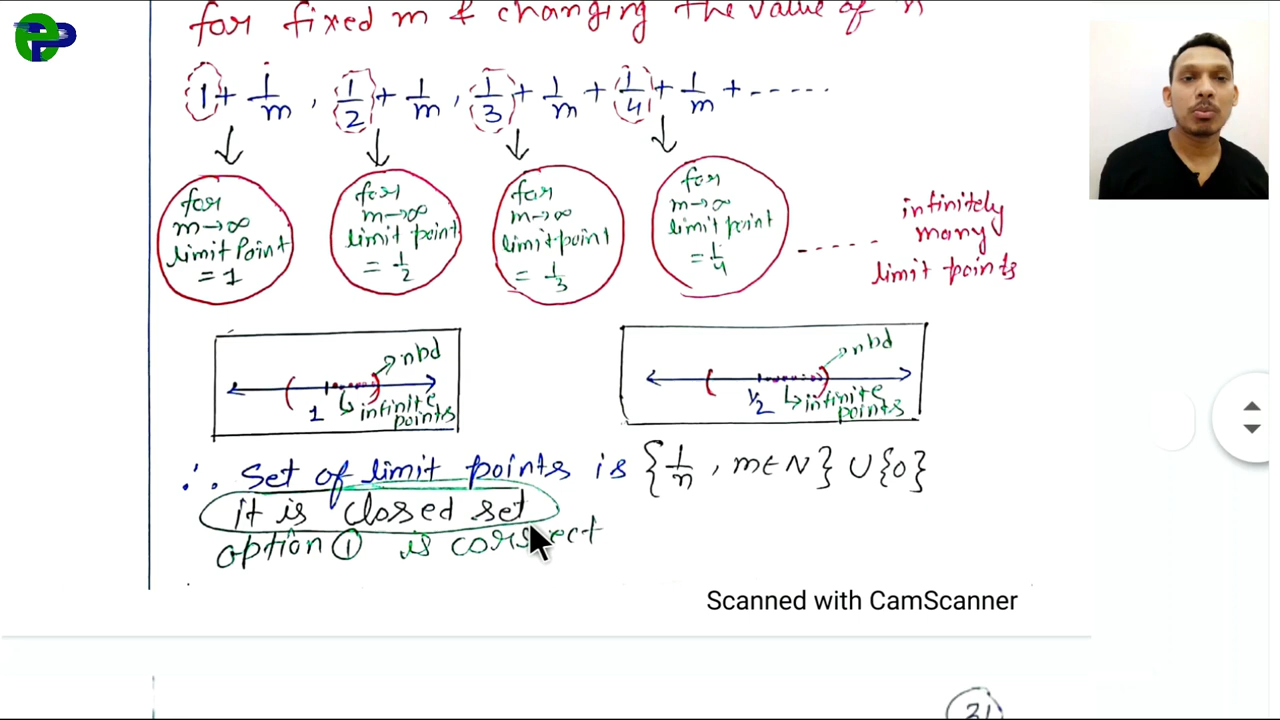 ep
for fixed m & changing the value of n
1 + 1/m , 1/2 + 1/m , 1/3 + 1/m + 1/4 + 1/m + -----
for m→∞ limit Point = 1
for m→∞ limit point = 1/2
for m→∞ limit point = 1/3
for m→∞ limit point = 1/4
----- infinitely many limit points
nbd
1 infinite points
nbd
1/2 infinite points
∴ Set of limit points is {1/n , m∈N} ∪ {0}
it is closed set
option ① is correct
Scanned with CamScanner
31